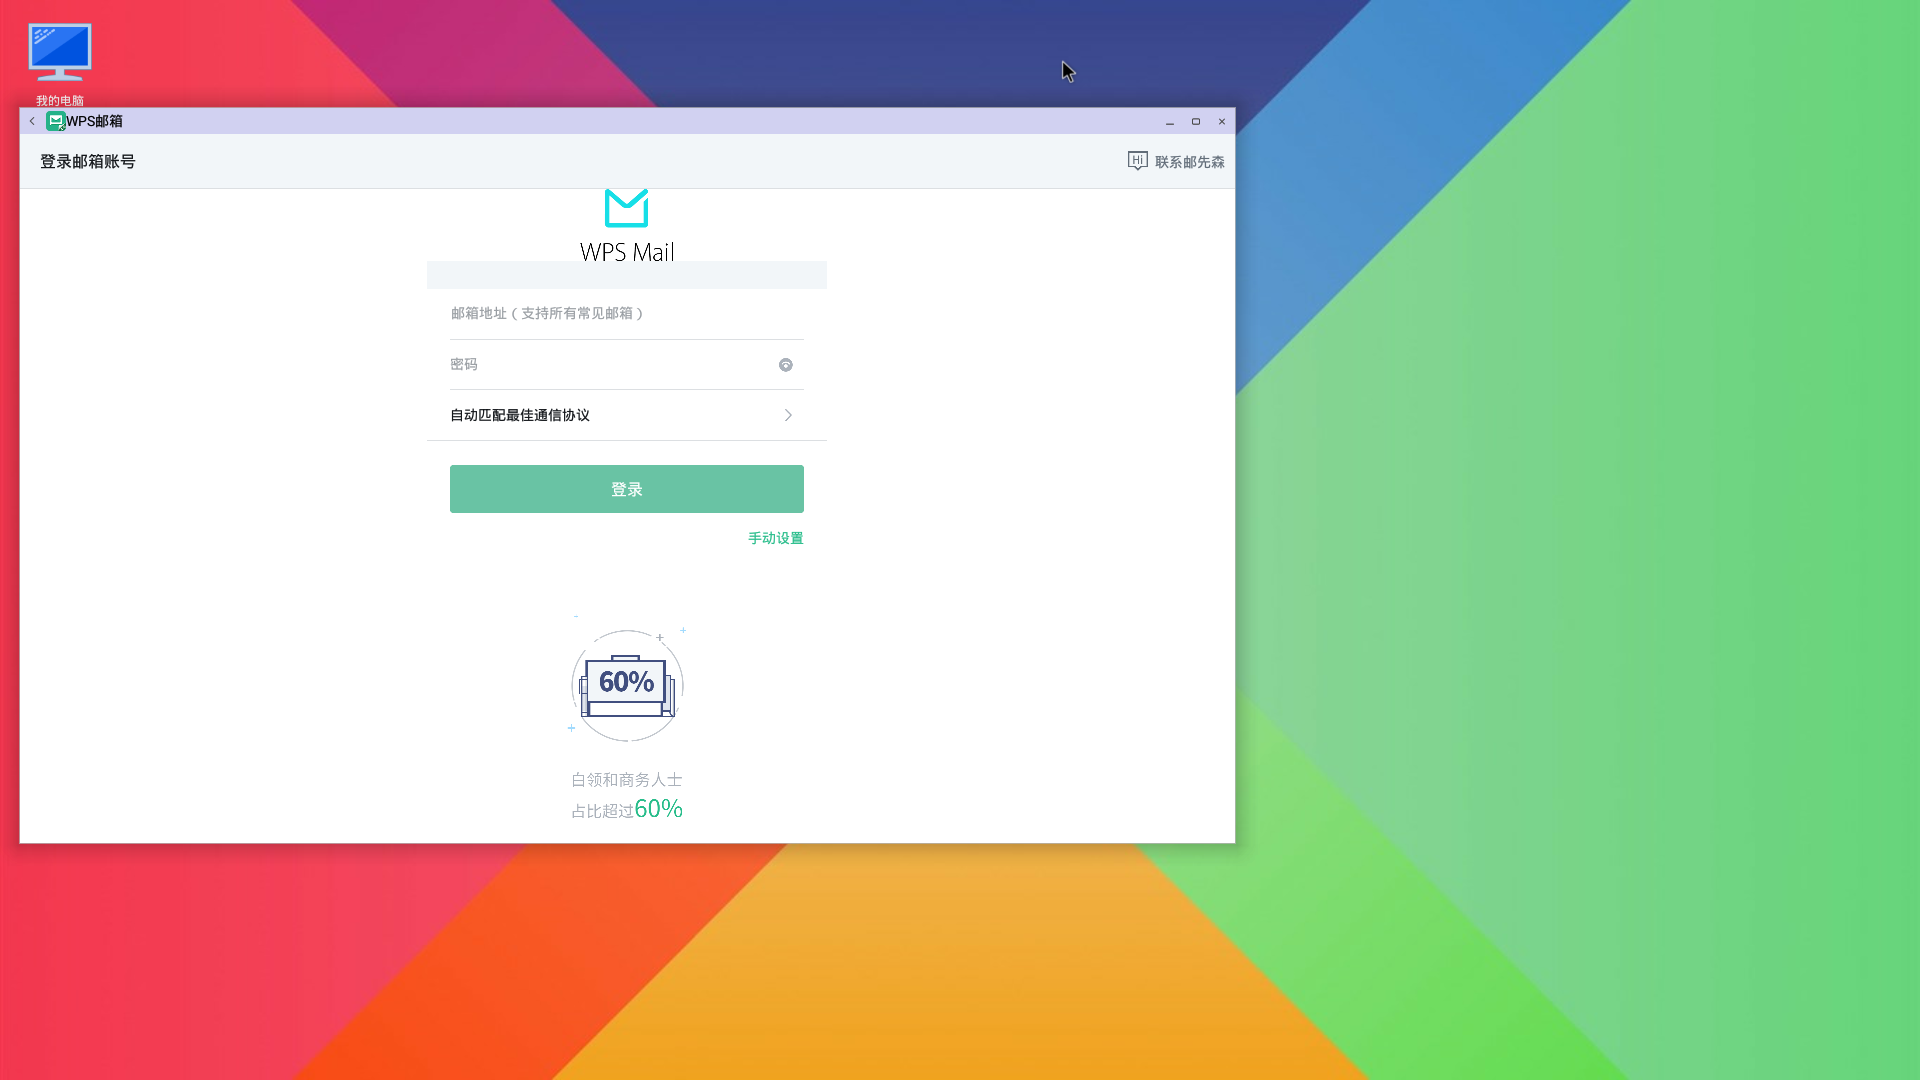 我的电脑
WPS邮箱
登录邮箱账号
Hi 联系邮先森
WPS Mail
邮箱地址（支持所有常见邮箱）
密码
自动匹配最佳通信协议
登录
手动设置
60%
白领和商务人士
占比超过60%